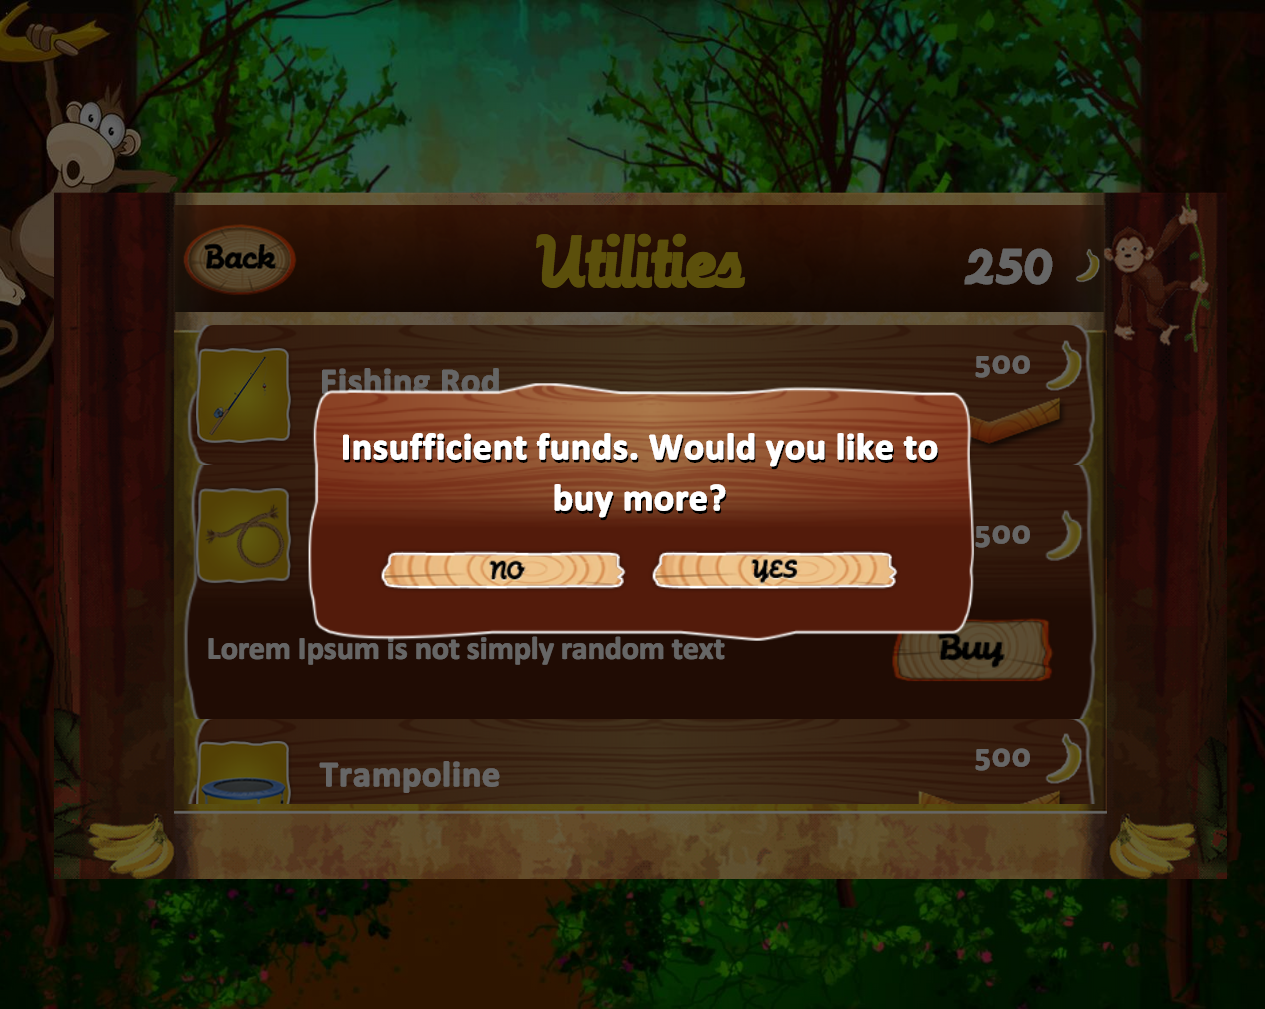 Back
Utilities
250
500
Fishing Rod
Insufficient funds. Would you like to
buy more?
500
NO
YES
Lorem Ipsum is not simply random text
Buy
500
Trampoline